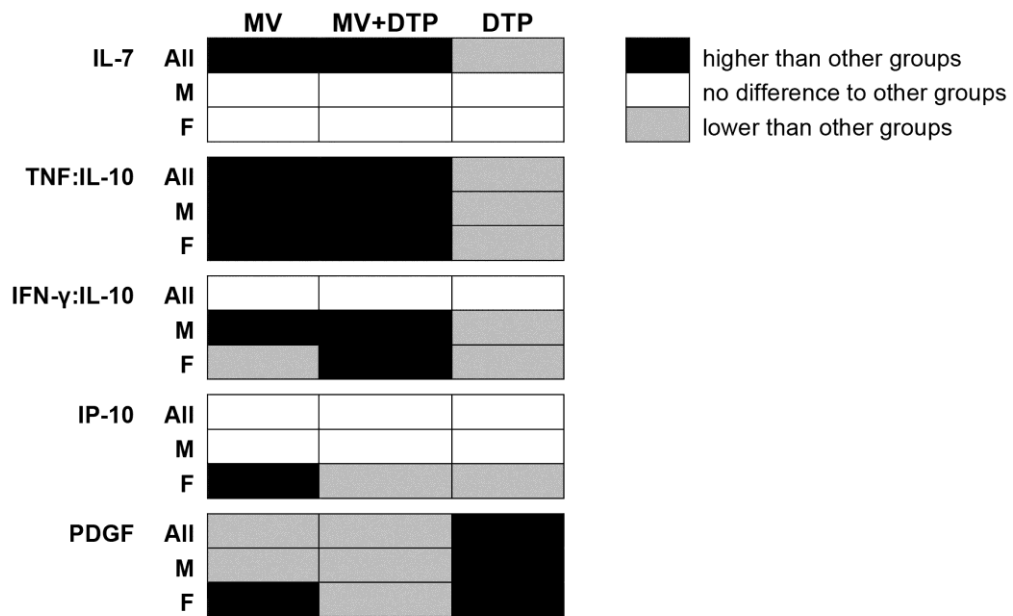 MV MV+DTP DTP
IL-7 All
M
F
higher than other groups
no difference to other groups
lower than other groups
TNF:IL-10 All
M
F
IFN-γ:IL-10 All
M
F
IP-10 All
M
F
PDGF All
M
F